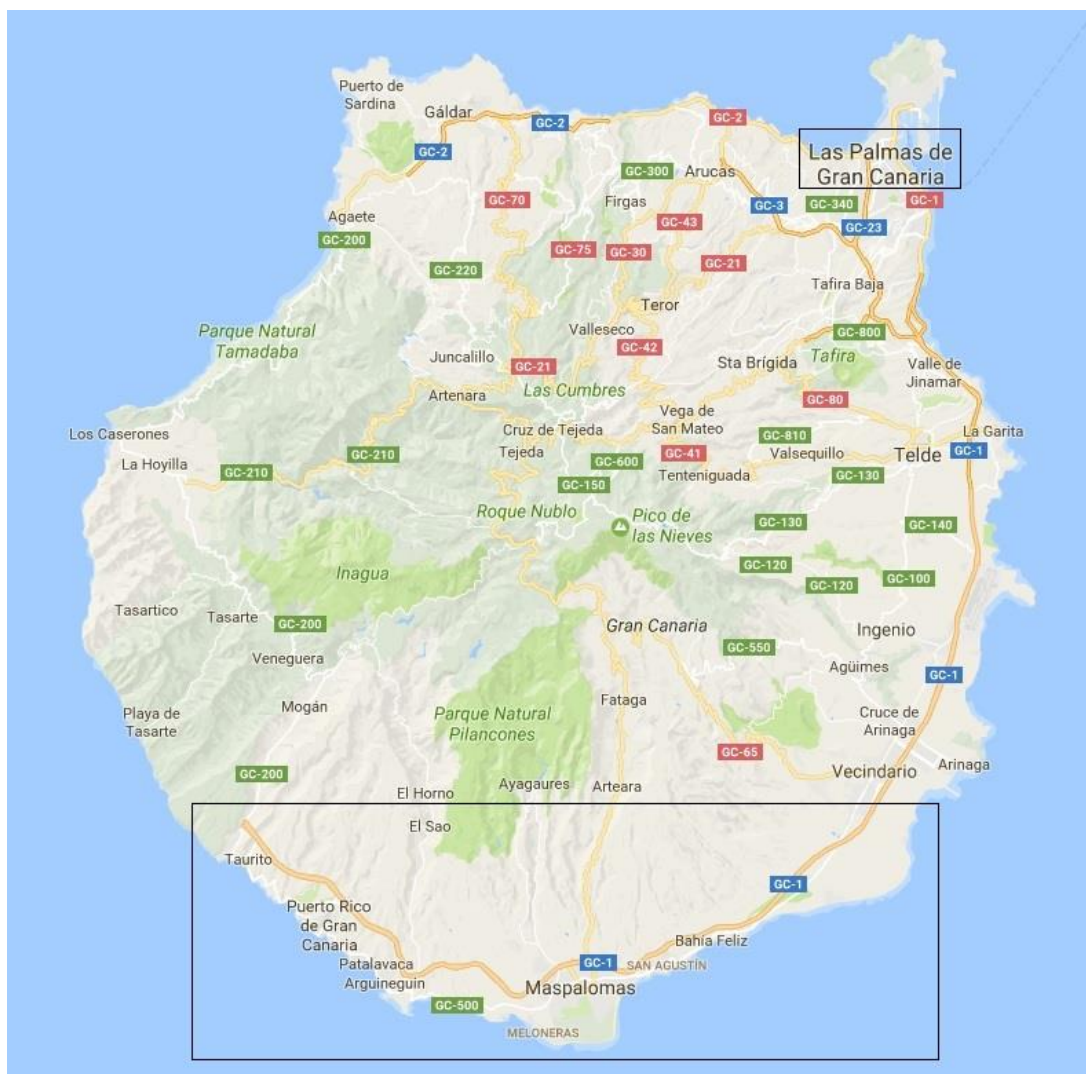 Puerto de
Sardina
Gáldar
GC-2
GC-2
GC-2
Las Palmas de
Gran Canaria
GC-300
Arucas
GC-70
Firgas
GC-3
GC-340
GC-1
Agaete
GC-43
GC-23
GC-200
GC-75
GC-30
GC-220
GC-21
Tafira Baja
Teror
Parque Natural
Tamadaba
Valleseco
GC-800
Juncalillo
GC-42
Sta Brígida
Tafira
GC-21
Valle de
Jinamar
Artenara
Las Cumbres
GC-80
Vega de
San Mateo
Los Caserones
Cruz de Tejeda
GC-810
La Garita
Tejeda
GC-210
GC-41
Valsequillo
Telde
GC-1
La Hoyilla
GC-210
GC-600
Tenteniguada
GC-130
GC-150
Roque Nublo
Pico de
las Nieves
GC-130
GC-140
GC-120
Inagua
GC-120
GC-100
Tasartico
Tasarte
GC-200
Gran Canaria
Ingenio
Veneguera
GC-550
Agüimes
GC-1
Mogán
Fataga
Playa de
Tasarte
Parque Natural
Pilancones
Cruce de
Arinaga
GC-65
GC-200
Vecindario
Arinaga
El Horno
Ayagaures
Arteara
El Sao
Taurito
GC-1
Puerto Rico
de Gran
Canaria
Bahía Feliz
Patalavaca
GC-1
SAN AGUSTÍN
Arguineguin
Maspalomas
GC-500
MELONERAS